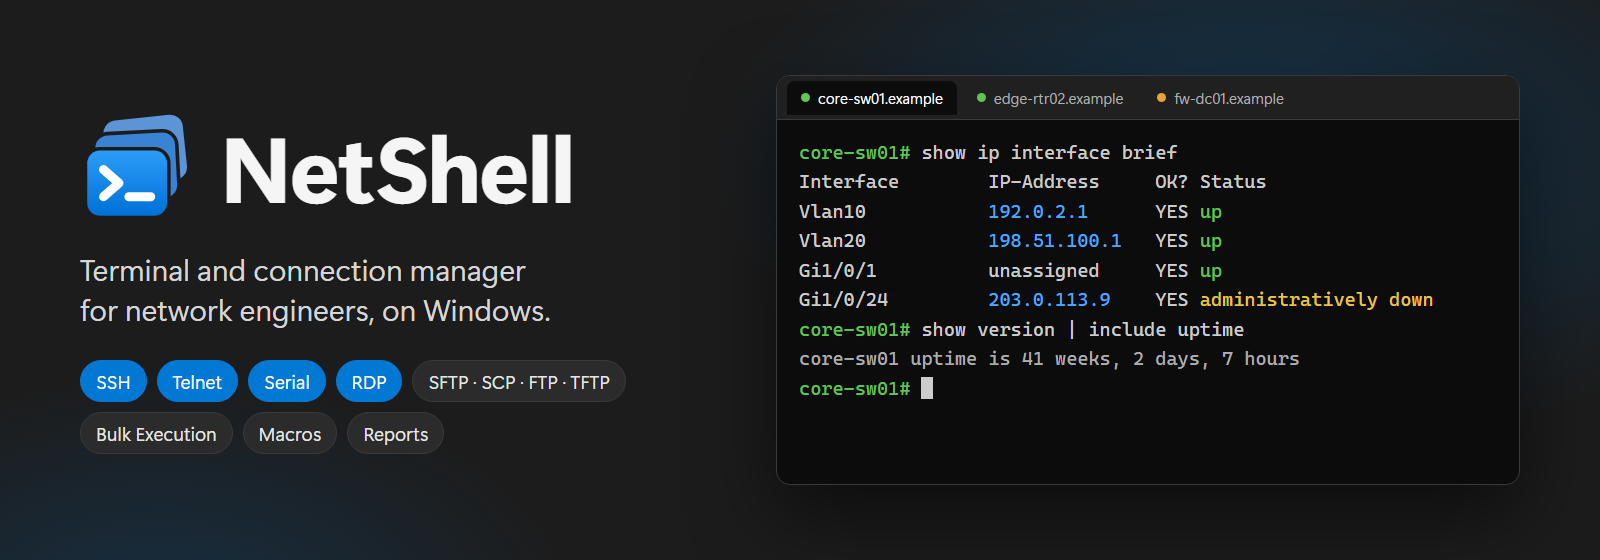 NetShell
Terminal and connection manager
for network engineers, on Windows.
SSH Telnet Serial RDP SFTP · SCP · FTP · TFTP
Bulk Execution Macros Reports
core-sw01.example edge-rtr02.example fw-dc01.example
core-sw01# show ip interface brief
Interface IP-Address OK? Status
Vlan10 192.0.2.1 YES up
Vlan20 198.51.100.1 YES up
Gi1/0/1 unassigned YES up
Gi1/0/24 203.0.113.9 YES administratively down
core-sw01# show version | include uptime
core-sw01 uptime is 41 weeks, 2 days, 7 hours
core-sw01#